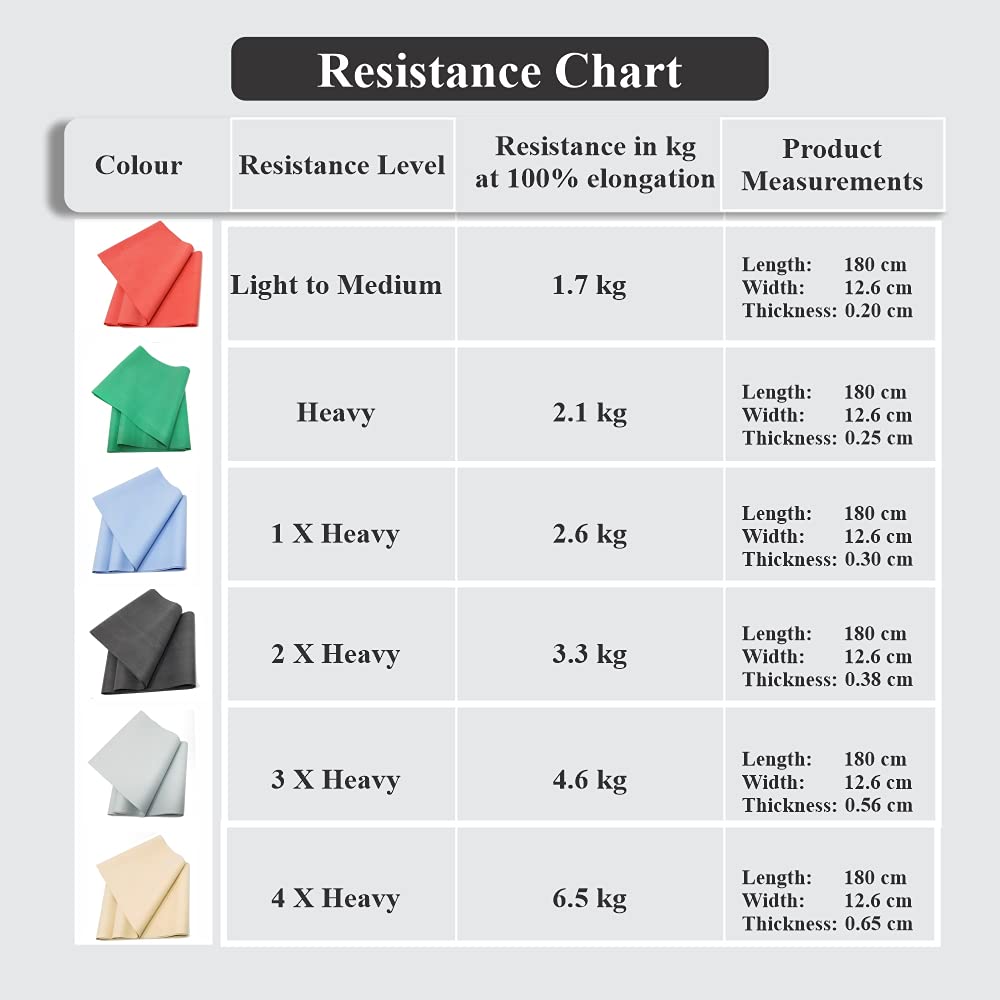 Resistance Chart
Colour
Resistance Level
Resistance in kg
at 100% elongation
Product
Measurements
Light to Medium
1.7 kg
Length: 180 cm
Width: 12.6 cm
Thickness: 0.20 cm
Heavy
2.1 kg
Length: 180 cm
Width: 12.6 cm
Thickness: 0.25 cm
1 X Heavy
2.6 kg
Length: 180 cm
Width: 12.6 cm
Thickness: 0.30 cm
2 X Heavy
3.3 kg
Length: 180 cm
Width: 12.6 cm
Thickness: 0.38 cm
3 X Heavy
4.6 kg
Length: 180 cm
Width: 12.6 cm
Thickness: 0.56 cm
4 X Heavy
6.5 kg
Length: 180 cm
Width: 12.6 cm
Thickness: 0.65 cm